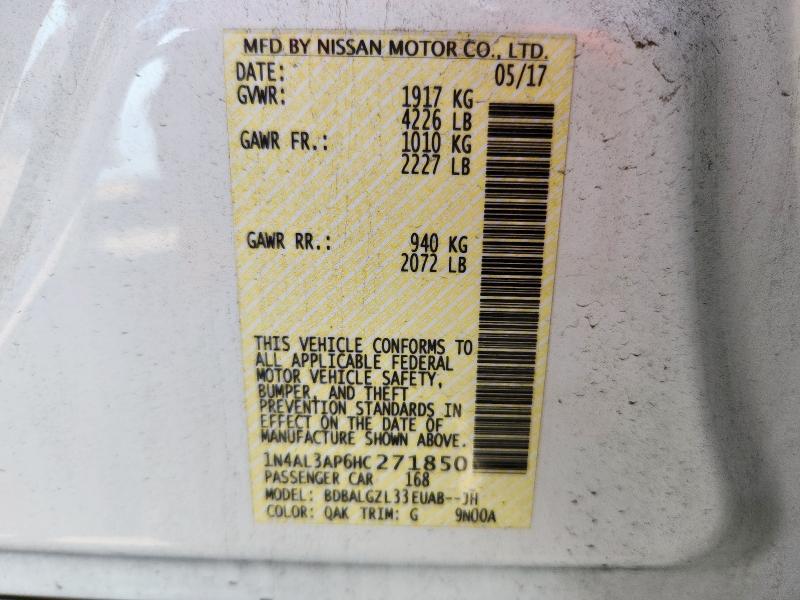 MFD BY NISSAN MOTOR CO., LTD.
DATE: 05/17
GVWR: 1917 KG
4226 LB
GAWR FR.: 1010 KG
2227 LB
GAWR RR.: 940 KG
2072 LB
THIS VEHICLE CONFORMS TO
ALL APPLICABLE FEDERAL
MOTOR VEHICLE SAFETY,
BUMPER, AND THEFT
PREVENTION STANDARDS IN
EFFECT ON THE DATE OF
MANUFACTURE SHOWN ABOVE.
1N4AL3AP6HC271850
PASSENGER CAR 168
MODEL: BDBALGZL33EUAB--JH
COLOR: QAK TRIM: G 9N00A